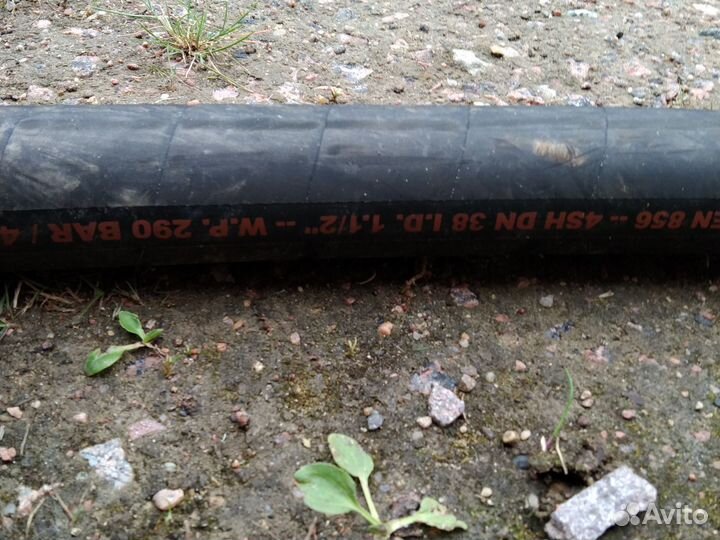 EN 856 -- 4SH DN 38 I.D. 1.1/2" -- W.P. 290 BAR / 4
Avito